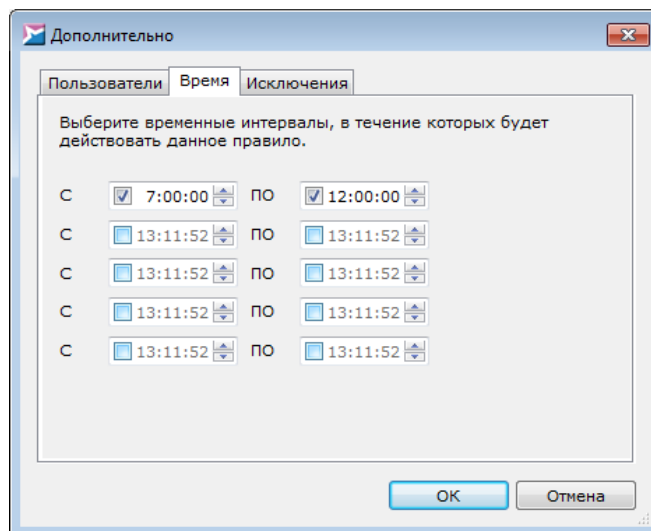 Дополнительно
Пользователи Время Исключения
Выберите временные интервалы, в течение которых будет
действовать данное правило.
С 7:00:00 ПО 12:00:00
С 13:11:52 ПО 13:11:52
С 13:11:52 ПО 13:11:52
С 13:11:52 ПО 13:11:52
С 13:11:52 ПО 13:11:52
ОК Отмена